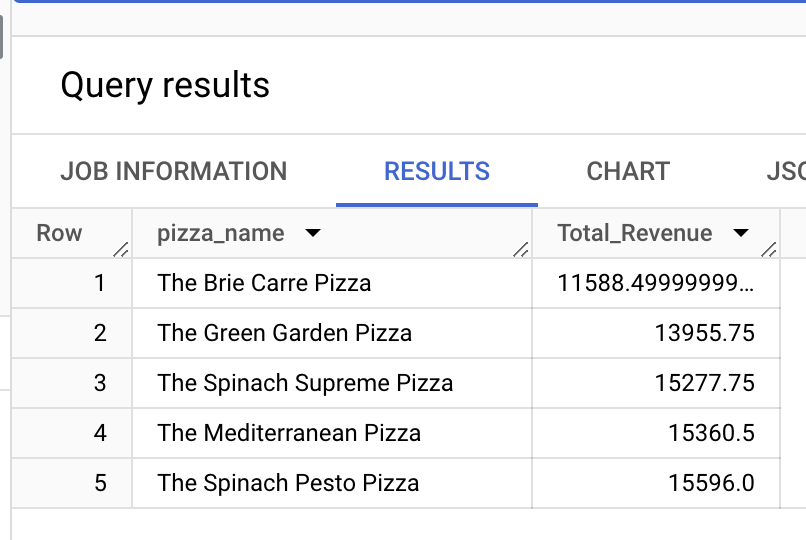 Query results
JOB INFORMATION RESULTS CHART JSO
Row pizza_name Total_Revenue
1 The Brie Carre Pizza 11588.49999999...
2 The Green Garden Pizza 13955.75
3 The Spinach Supreme Pizza 15277.75
4 The Mediterranean Pizza 15360.5
5 The Spinach Pesto Pizza 15596.0